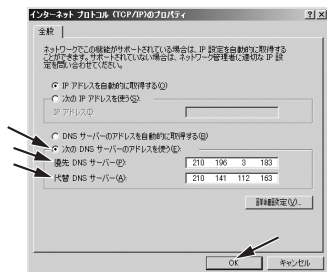 インターネット プロトコル (TCP/IP)のプロパティ
全般
ネットワークでこの機能がサポートされている場合は、IP 設定を自動的に取得する
ことができます。サポートされていない場合は、ネットワーク管理者に適切な IP 設
定を問い合わせてください。
IP アドレスを自動的に取得する(O)
次の IP アドレスを使う(S):
IP アドレス(I):
DNS サーバーのアドレスを自動的に取得する(B)
次の DNS サーバーのアドレスを使う(E):
優先 DNS サーバー(P): 210 196 3 183
代替 DNS サーバー(A): 210 141 112 163
詳細設定(V)...
OK
キャンセル